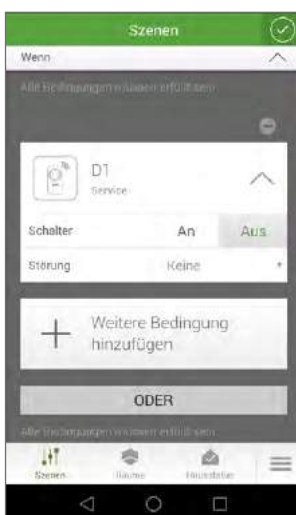 Szenen
Wenn
Alle Bedingungen müssen erfüllt sein
D1
Service
Schalter An Aus
Störung Keine
Weitere Bedingung
hinzufügen
ODER
Alle Bedingungen müssen erfüllt sein
Szenen Räume Hausstatus